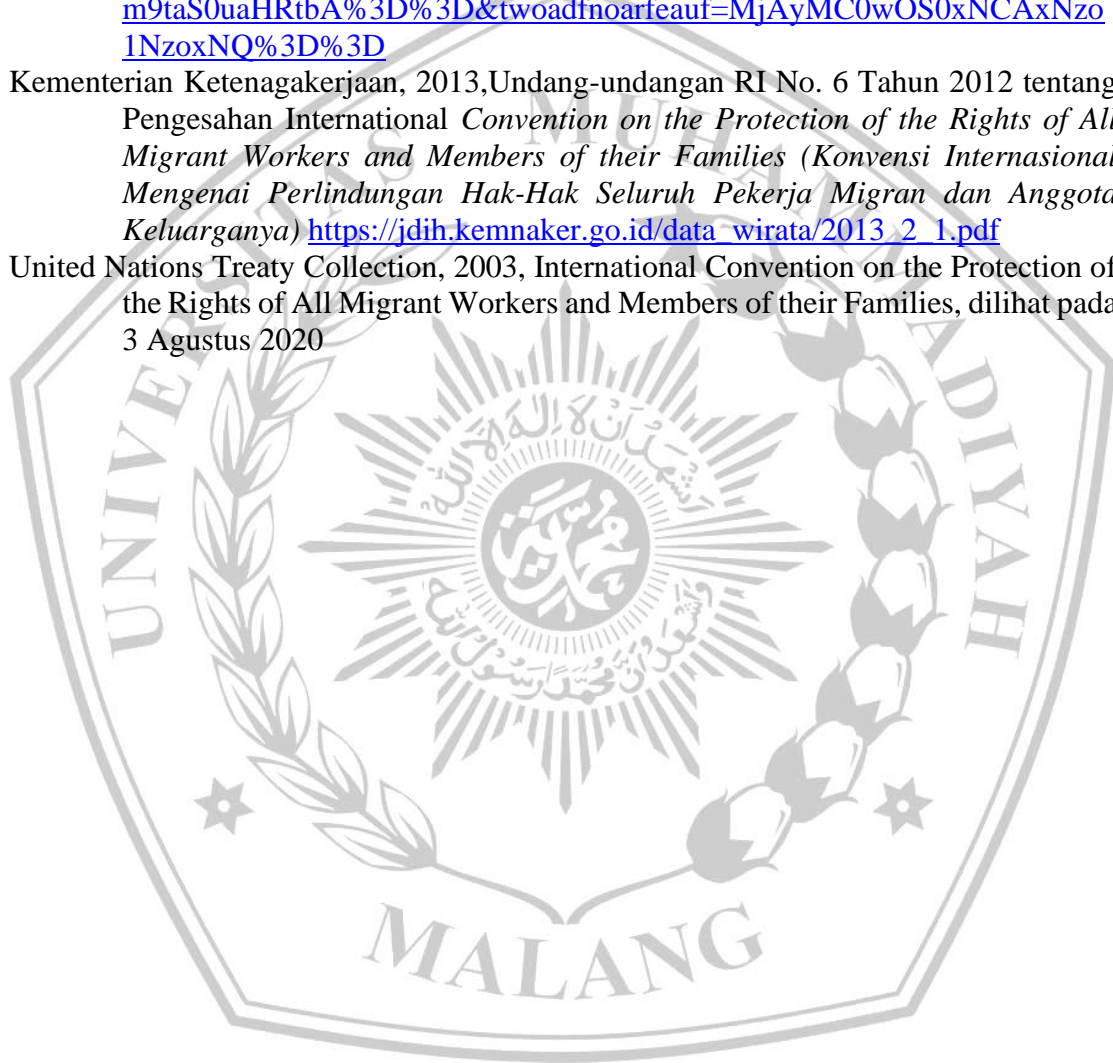 m9taS0uaHRtbA%3D%3D&twoadfnoarfeauf=MjAyMC0wOS0xNCAxNzo
1NzoxNQ%3D%3D
Kementerian Ketenagakerjaan, 2013,Undang-undangan RI No. 6 Tahun 2012 tentang
Pengesahan International Convention on the Protection of the Rights of All
Migrant Workers and Members of their Families (Konvensi Internasional
Mengenai Perlindungan Hak-Hak Seluruh Pekerja Migran dan Anggota
Keluarganya) https://jdih.kemnaker.go.id/data_wirata/2013_2_1.pdf
United Nations Treaty Collection, 2003, International Convention on the Protection of
the Rights of All Migrant Workers and Members of their Families, dilihat pada
3 Agustus 2020
UNIVERSITAS MUHAMMADIYAH
MALANG